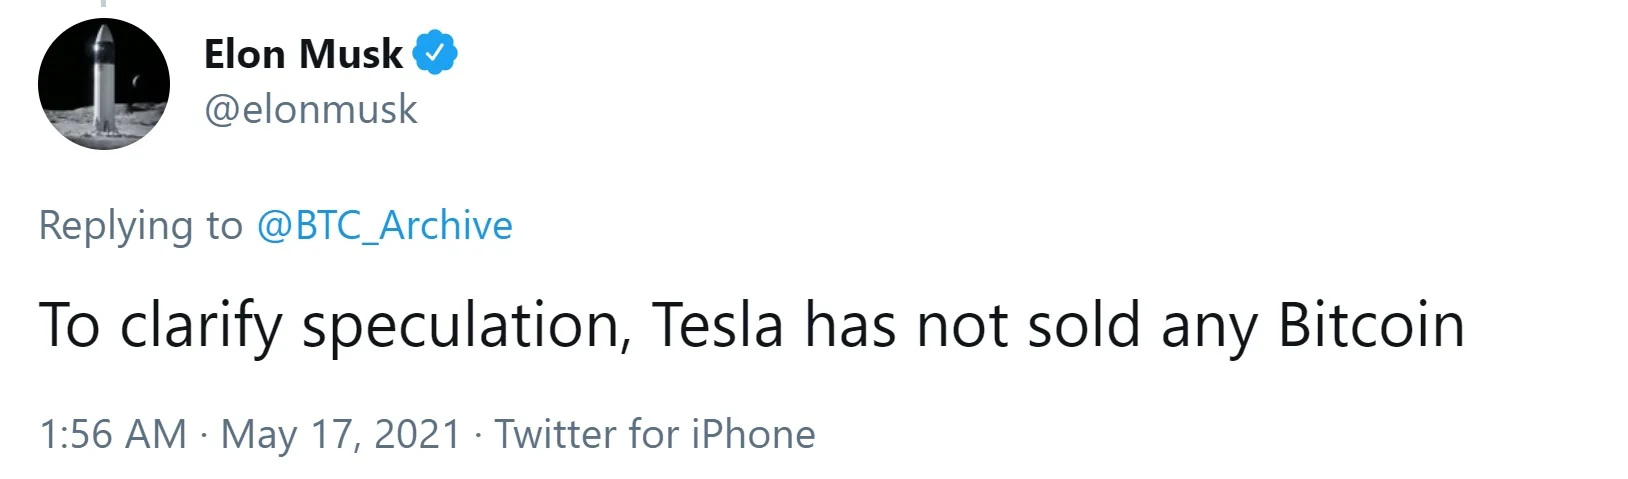 Elon Musk
@elonmusk
Replying to @BTC_Archive
To clarify speculation, Tesla has not sold any Bitcoin
1:56 AM · May 17, 2021 · Twitter for iPhone